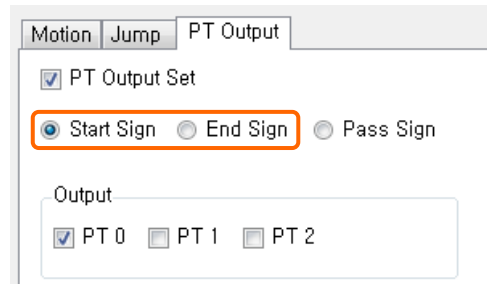 Motion Jump PT Output
PT Output Set
Start Sign End Sign Pass Sign
Output
PT 0 PT 1 PT 2